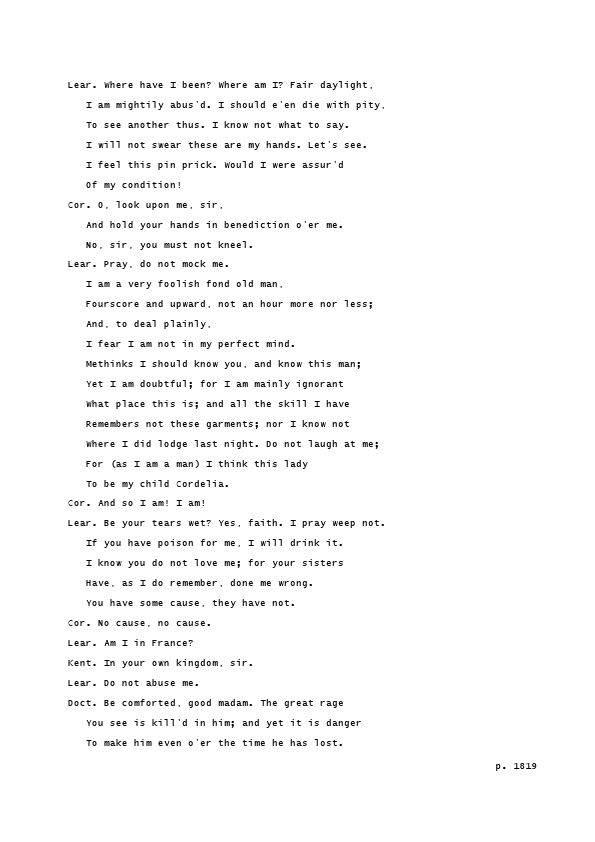 Lear. Where have I been? Where am I? Fair daylight,
I am mightily abus'd. I should e'en die with pity,
To see another thus. I know not what to say.
I will not swear these are my hands. Let's see.
I feel this pin prick. Would I were assur'd
Of my condition!
Cor. O, look upon me, sir,
And hold your hands in benediction o'er me.
No, sir, you must not kneel.
Lear. Pray, do not mock me.
I am a very foolish fond old man,
Fourscore and upward, not an hour more nor less;
And, to deal plainly,
I fear I am not in my perfect mind.
Methinks I should know you, and know this man;
Yet I am doubtful; for I am mainly ignorant
What place this is; and all the skill I have
Remembers not these garments; nor I know not
Where I did lodge last night. Do not laugh at me;
For (as I am a man) I think this lady
To be my child Cordelia.
Cor. And so I am! I am!
Lear. Be your tears wet? Yes, faith. I pray weep not.
If you have poison for me, I will drink it.
I know you do not love me; for your sisters
Have, as I do remember, done me wrong.
You have some cause, they have not.
Cor. No cause, no cause.
Lear. Am I in France?
Kent. In your own kingdom, sir.
Lear. Do not abuse me.
Doct. Be comforted, good madam. The great rage
You see is kill'd in him; and yet it is danger
To make him even o'er the time he has lost.
p. 1819